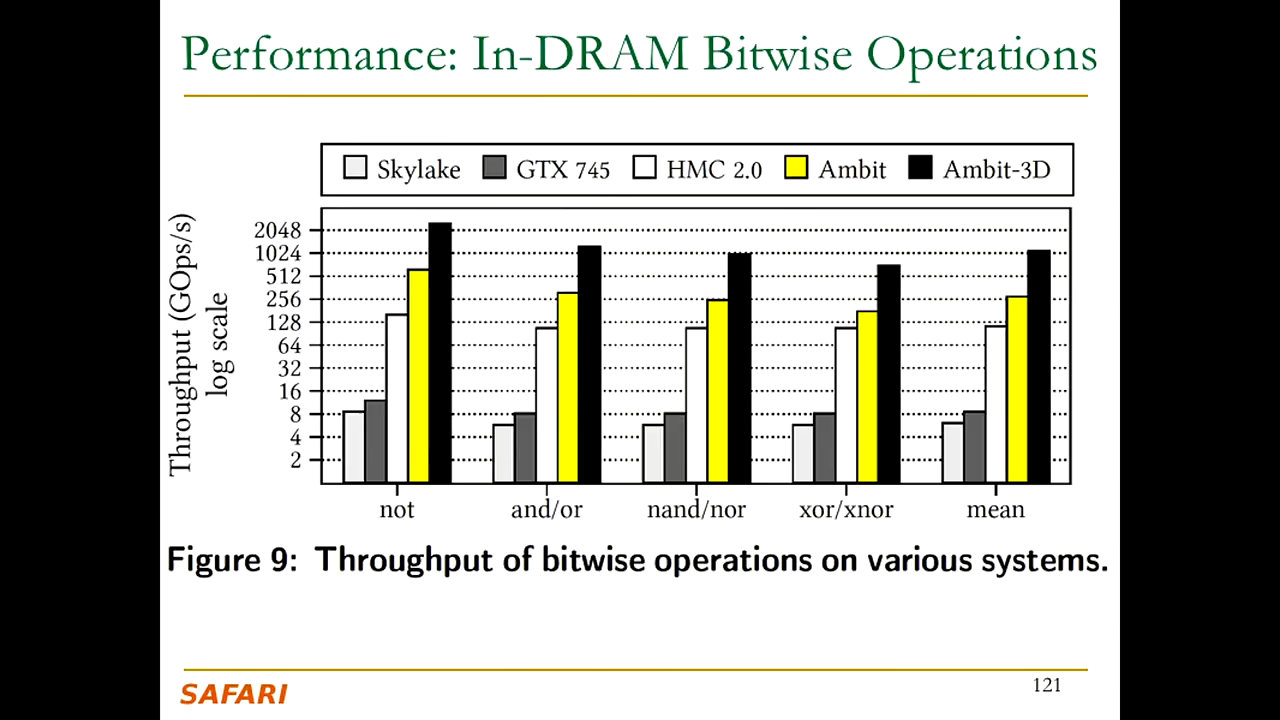 Performance: In-DRAM Bitwise Operations
Skylake GTX 745 HMC 2.0 Ambit Ambit-3D
Throughput (GOps/s)
log scale
2048
1024
512
256
128
64
32
16
8
4
2
not and/or nand/nor xor/xnor mean
Figure 9: Throughput of bitwise operations on various systems.
SAFARI
121